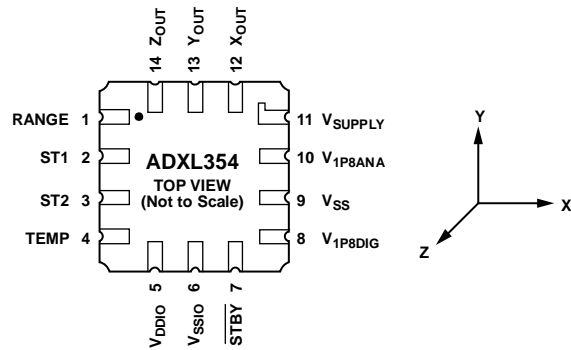 14 ZOUT
13 YOUT
12 XOUT
RANGE 1
ST1 2
ST2 3
TEMP 4
ADXL354
TOP VIEW
(Not to Scale)
11 VSUPPLY
10 V1P8ANA
9 VSS
8 V1P8DIG
VDDIO 5
VSSIO 6
STBY 7
Y
X
Z